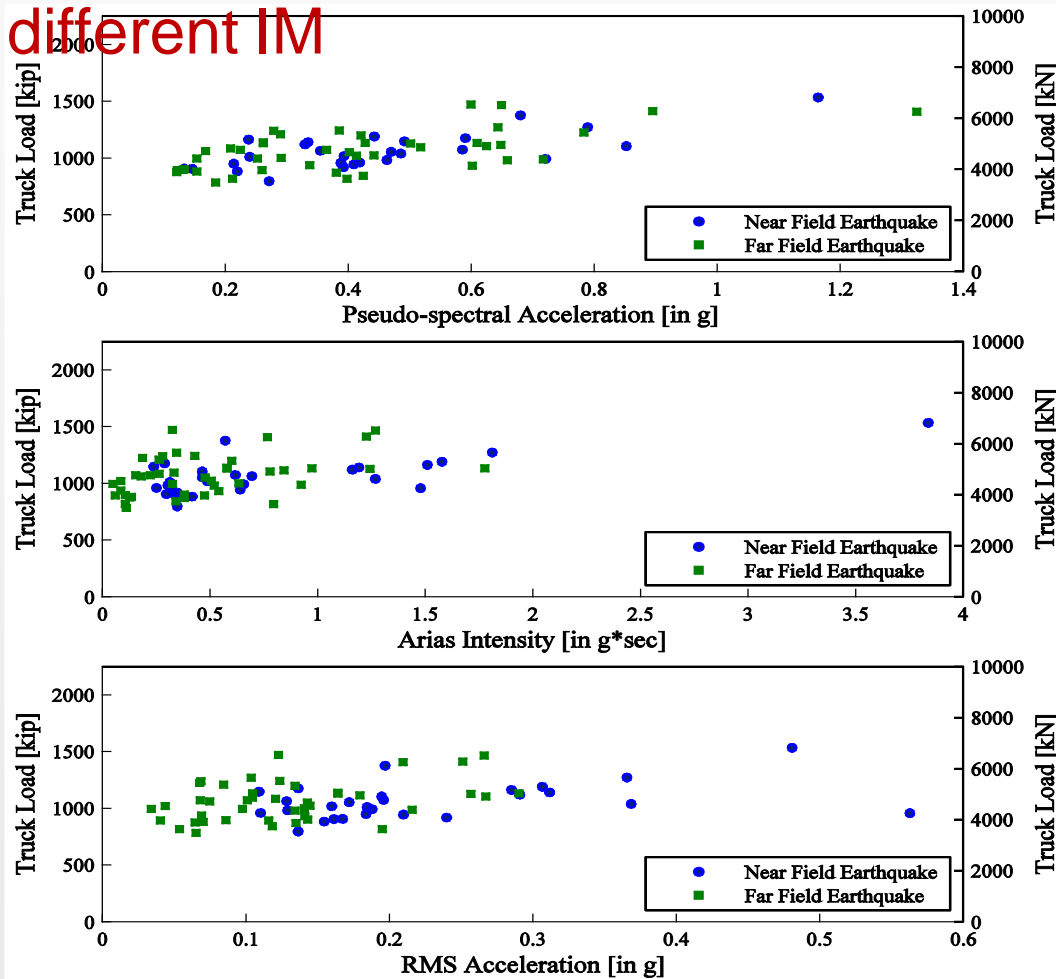 different IM
2000
1500
1000
500
0
Truck Load [kip]
10000
8000
6000
4000
2000
0
Truck Load [kN]
Near Field Earthquake
Far Field Earthquake
0 0.2 0.4 0.6 0.8 1 1.2 1.4
Pseudo-spectral Acceleration [in g]
2000
1500
1000
500
0
Truck Load [kip]
10000
8000
6000
4000
2000
0
Truck Load [kN]
Near Field Earthquake
Far Field Earthquake
0 0.5 1 1.5 2 2.5 3 3.5 4
Arias Intensity [in g*sec]
2000
1500
1000
500
0
Truck Load [kip]
10000
8000
6000
4000
2000
0
Truck Load [kN]
Near Field Earthquake
Far Field Earthquake
0 0.1 0.2 0.3 0.4 0.5 0.6
RMS Acceleration [in g]